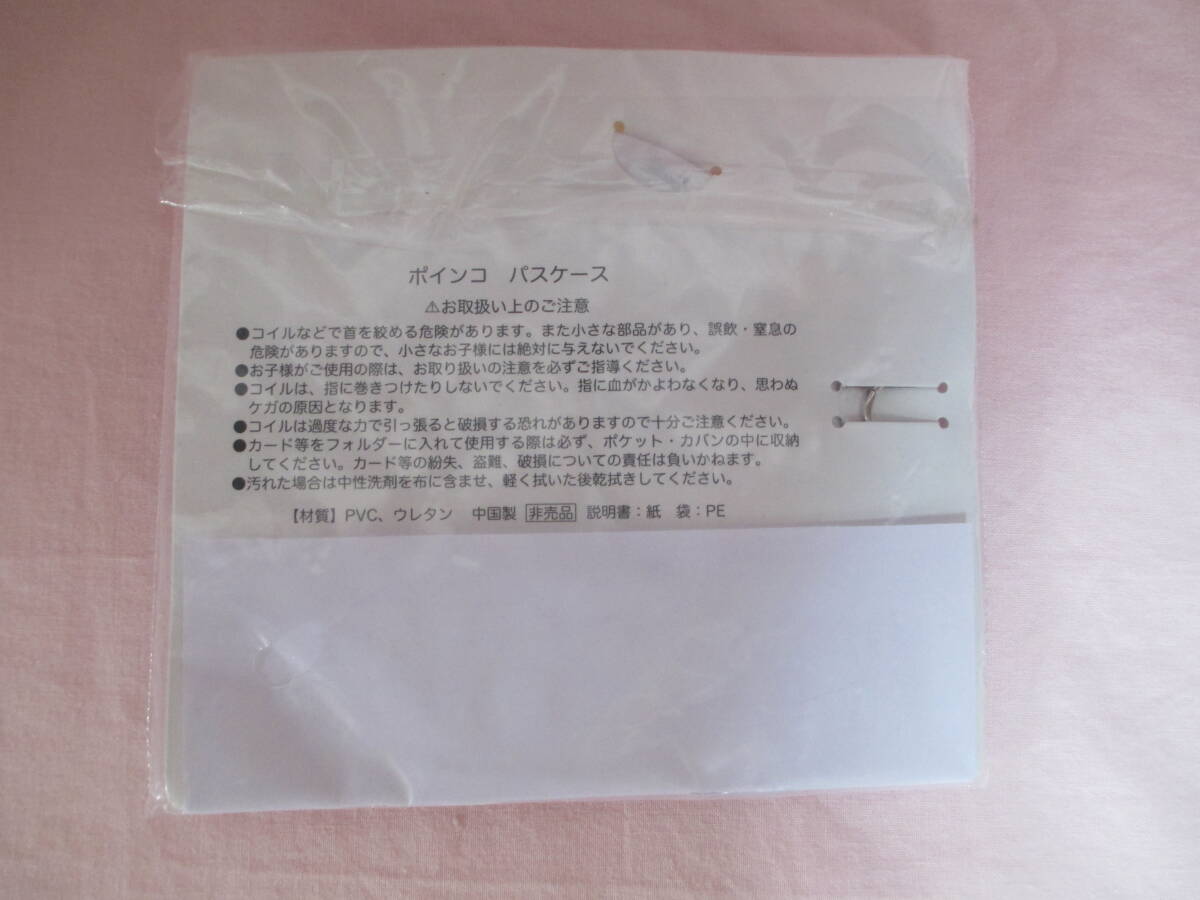 ポインコ　パスケース
⚠お取扱い上のご注意
●コイルなどで首を絞める危険があります。また小さな部品があり、誤飲・窒息の
危険がありますので、小さなお子様には絶対に与えないでください。
●お子様がご使用の際は、お取り扱いの注意を必ずご指導ください。
●コイルは、指に巻きつけたりしないでください。指に血がかよわなくなり、思わぬ
ケガの原因となります。
●コイルは過度な力で引っ張ると破損する恐れがありますので十分ご注意ください。
●カード等をフォルダーに入れて使用する際は必ず、ポケット・カバンの中に収納
してください。カード等の紛失、盗難、破損についての責任は負いかねます。
●汚れた場合は中性洗剤を布に含ませ、軽く拭いた後乾拭きしてください。
【材質】PVC、ウレタン　中国製　非売品　説明書：紙　袋：PE